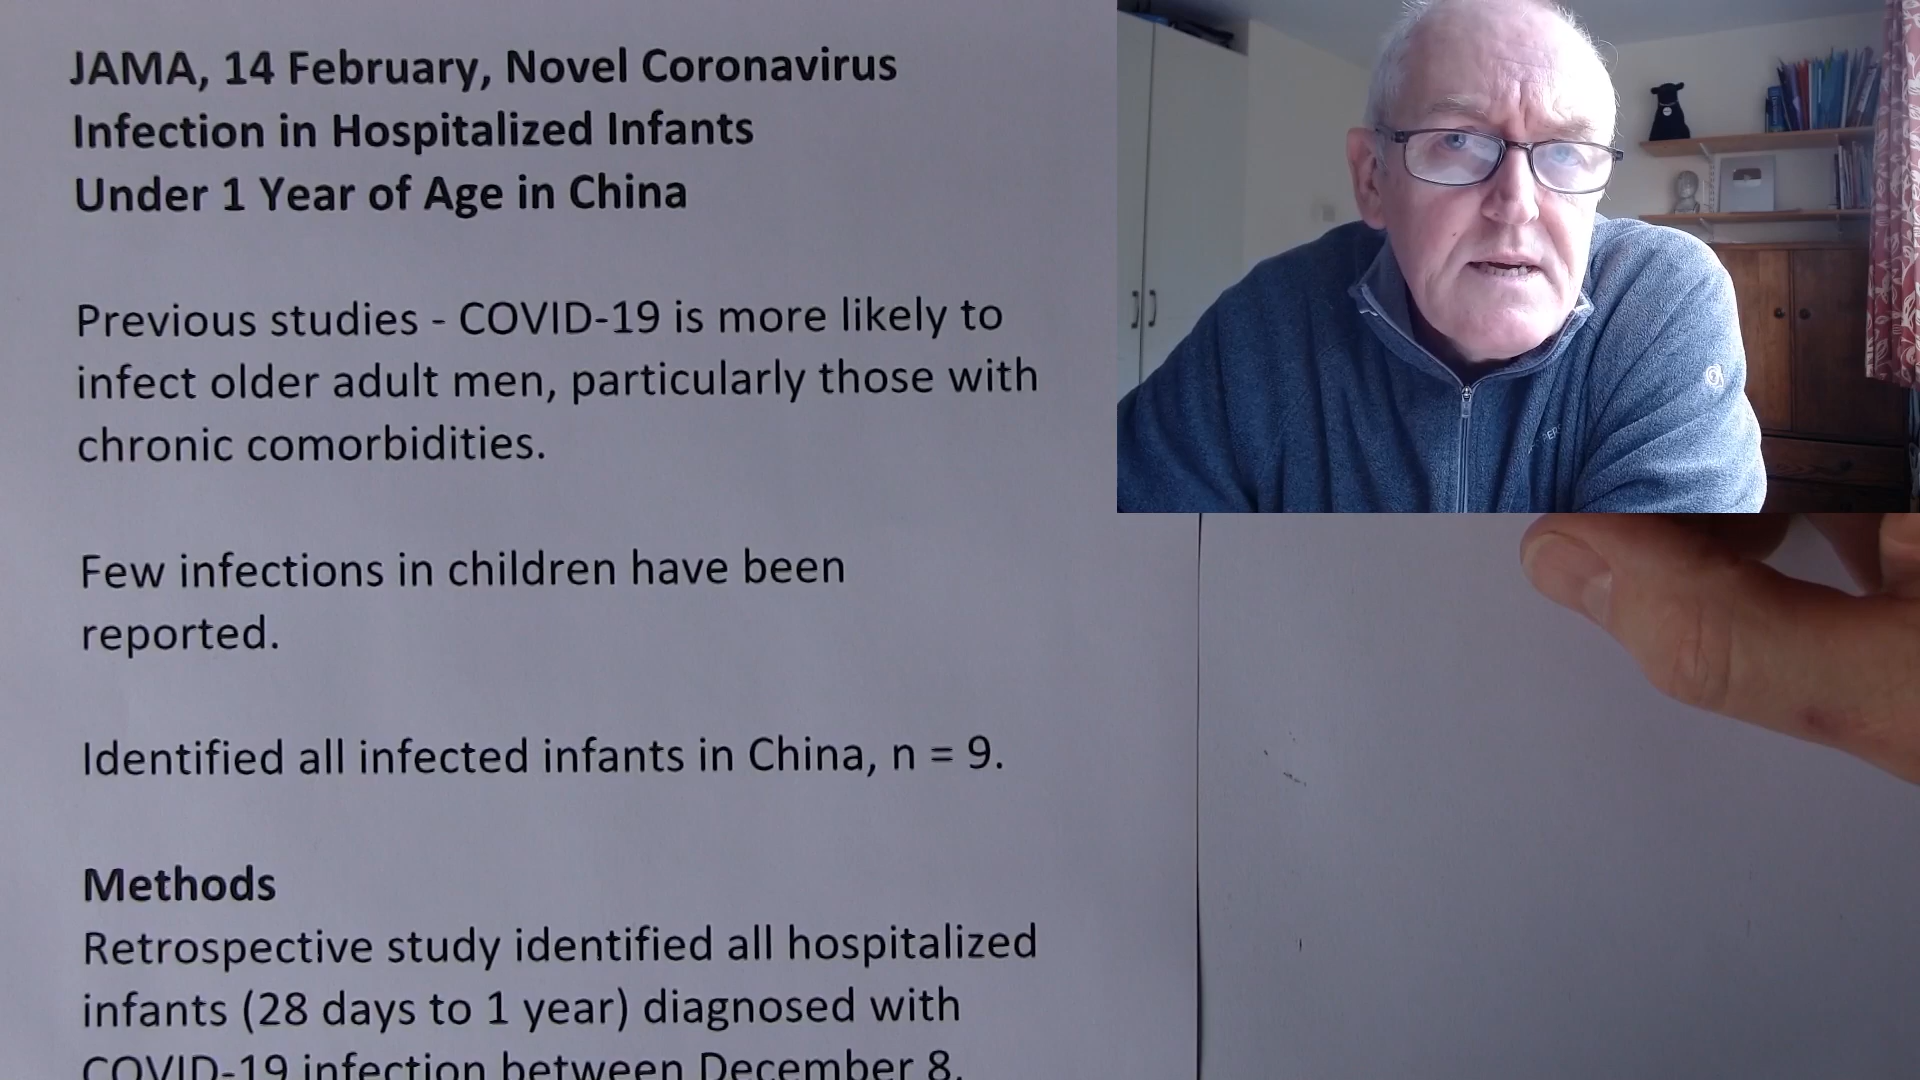 JAMA, 14 February, Novel Coronavirus
Infection in Hospitalized Infants
Under 1 Year of Age in China
Previous studies - COVID-19 is more likely to
infect older adult men, particularly those with
chronic comorbidities.
Few infections in children have been
reported.
Identified all infected infants in China, n = 9.
Methods
Retrospective study identified all hospitalized
infants (28 days to 1 year) diagnosed with
COVID-19 infection between December 8,